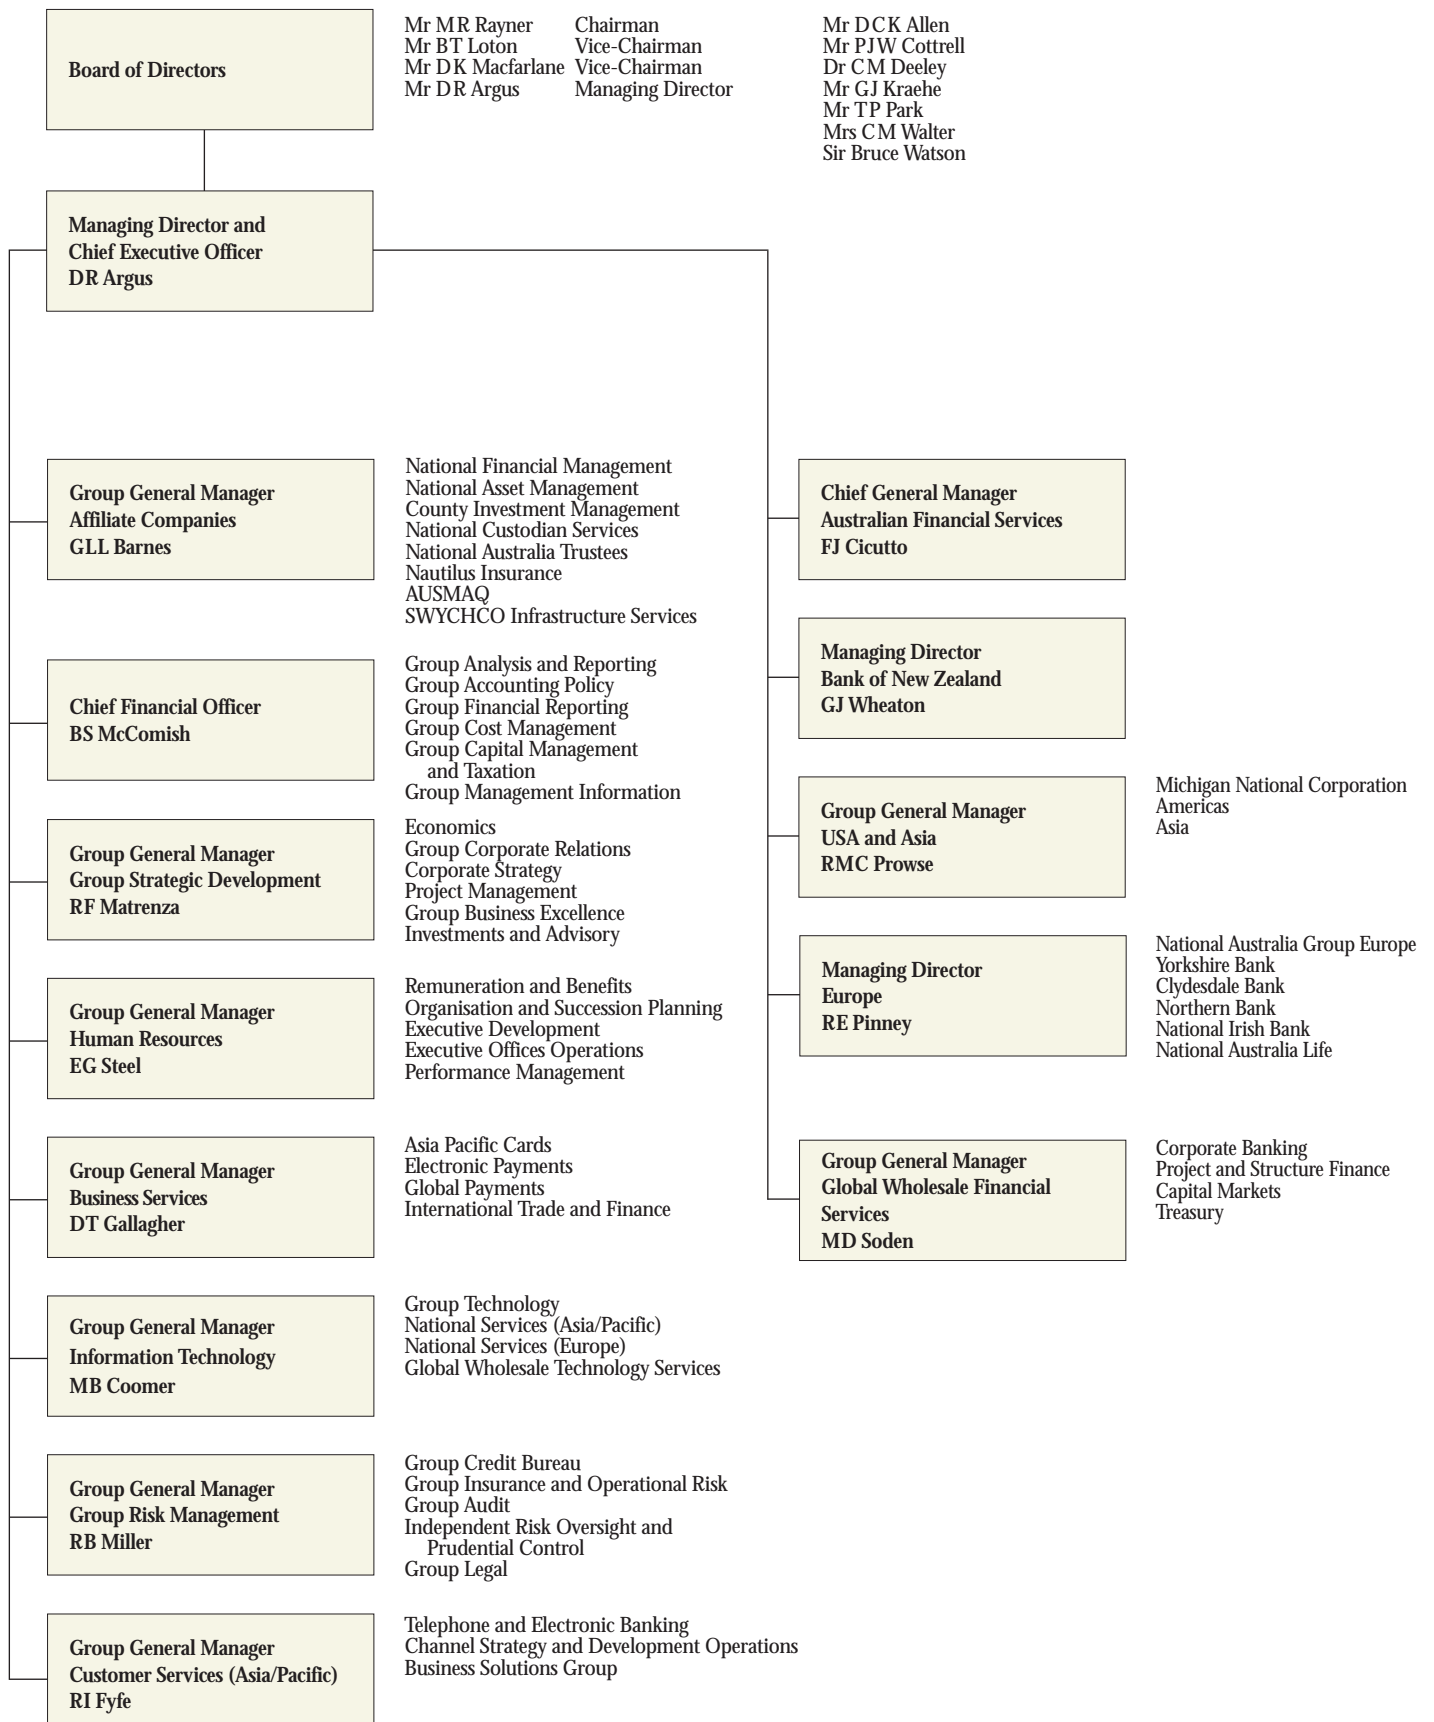 Board of Directors
Mr MR Rayner Chairman
Mr BT Loton Vice-Chairman
Mr DK Macfarlane Vice-Chairman
Mr DR Argus Managing Director
Mr DCK Allen
Mr PJW Cottrell
Dr CM Deeley
Mr GJ Kraehe
Mr TP Park
Mrs CM Walter
Sir Bruce Watson
Managing Director and
Chief Executive Officer
DR Argus
Group General Manager
Affiliate Companies
GLL Barnes
National Financial Management
National Asset Management
County Investment Management
National Custodian Services
National Australia Trustees
Nautilus Insurance
AUSMAQ
SWYCHCO Infrastructure Services
Chief Financial Officer
BS McComish
Group Analysis and Reporting
Group Accounting Policy
Group Financial Reporting
Group Cost Management
Group Capital Management
and Taxation
Group Management Information
Group General Manager
Group Strategic Development
RF Matrenza
Economics
Group Corporate Relations
Corporate Strategy
Project Management
Group Business Excellence
Investments and Advisory
Group General Manager
Human Resources
EG Steel
Remuneration and Benefits
Organisation and Succession Planning
Executive Development
Executive Offices Operations
Performance Management
Group General Manager
Business Services
DT Gallagher
Asia Pacific Cards
Electronic Payments
Global Payments
International Trade and Finance
Group General Manager
Information Technology
MB Coomer
Group Technology
National Services (Asia/Pacific)
National Services (Europe)
Global Wholesale Technology Services
Group General Manager
Group Risk Management
RB Miller
Group Credit Bureau
Group Insurance and Operational Risk
Group Audit
Independent Risk Oversight and
Prudential Control
Group Legal
Group General Manager
Customer Services (Asia/Pacific)
RI Fyfe
Telephone and Electronic Banking
Channel Strategy and Development Operations
Business Solutions Group
Chief General Manager
Australian Financial Services
FJ Cicutto
Managing Director
Bank of New Zealand
GJ Wheaton
Group General Manager
USA and Asia
RMC Prowse
Michigan National Corporation
Americas
Asia
Managing Director
Europe
RE Pinney
National Australia Group Europe
Yorkshire Bank
Clydesdale Bank
Northern Bank
National Irish Bank
National Australia Life
Group General Manager
Global Wholesale Financial
Services
MD Soden
Corporate Banking
Project and Structure Finance
Capital Markets
Treasury